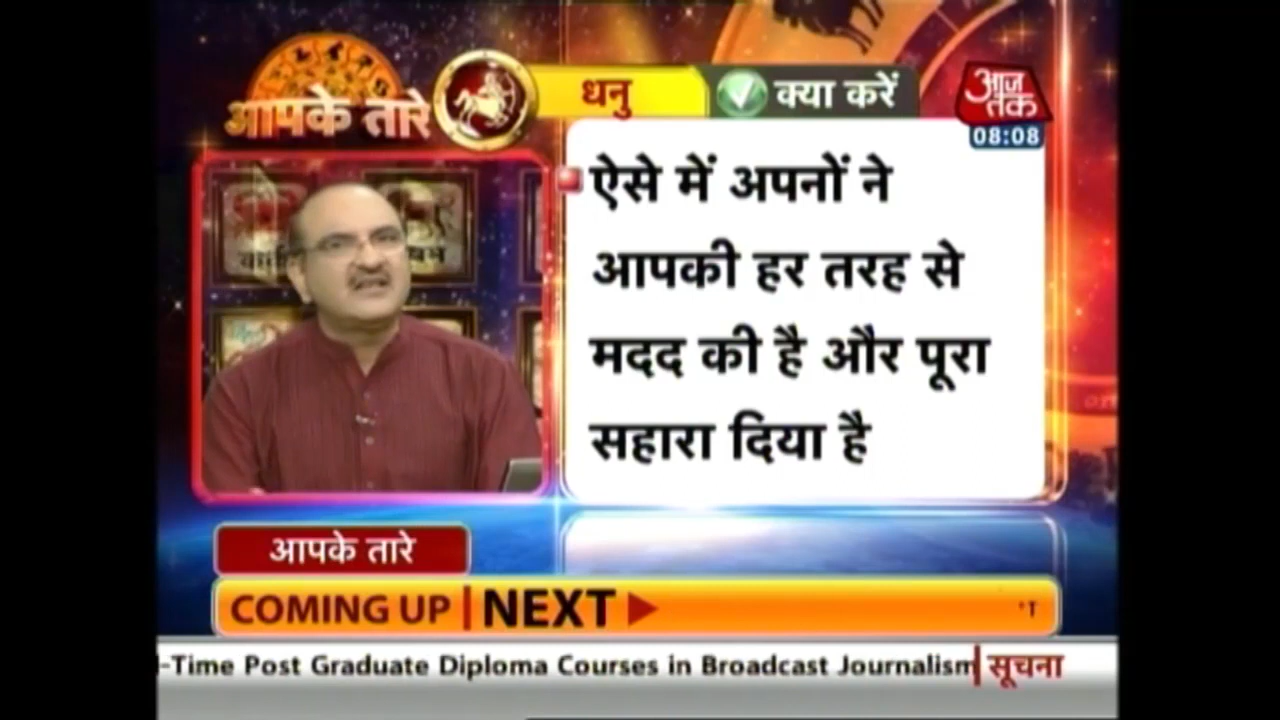 आपके तारे
धनु
क्या करें
आज तक
08:08
ऐसे में अपनों ने
आपकी हर तरह से
मदद की है और पूरा
सहारा दिया है
आपके तारे
COMING UP NEXT
-Time Post Graduate Diploma Courses in Broadcast Journalism
सूचना